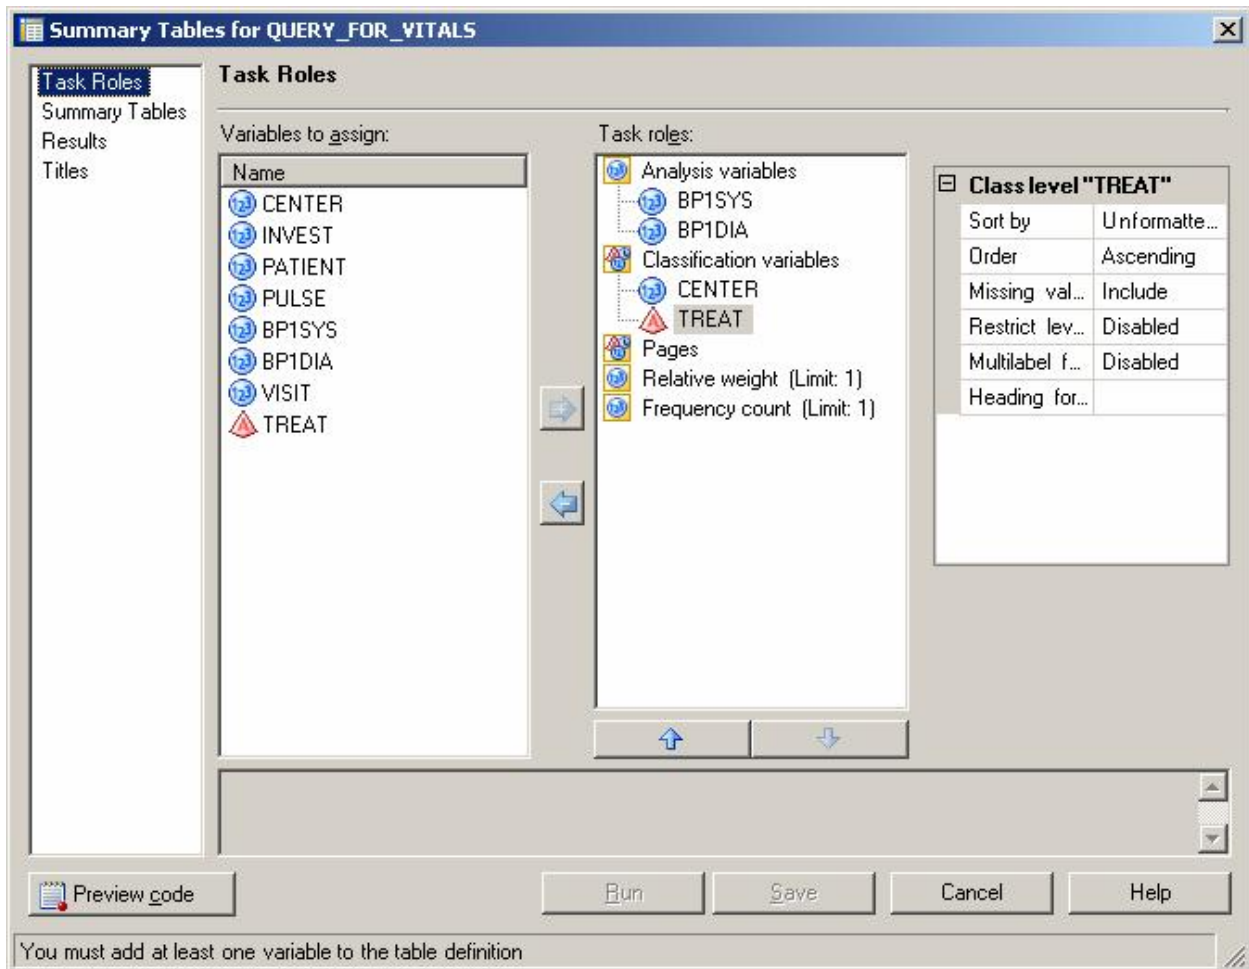 Summary Tables for QUERY_FOR_VITALS
Task Roles
Summary Tables
Results
Titles
Task Roles
Variables to assign:
Name
CENTER
INVEST
PATIENT
PULSE
BP1SYS
BP1DIA
VISIT
TREAT
Task roles:
Analysis variables
BP1SYS
BP1DIA
Classification variables
CENTER
TREAT
Pages
Relative weight (Limit: 1)
Frequency count (Limit: 1)
Class level "TREAT"
Sort by Unformatte...
Order Ascending
Missing val... Include
Restrict lev... Disabled
Multilabel f... Disabled
Heading for...
Preview code
Run
Save
Cancel
Help
You must add at least one variable to the table definition